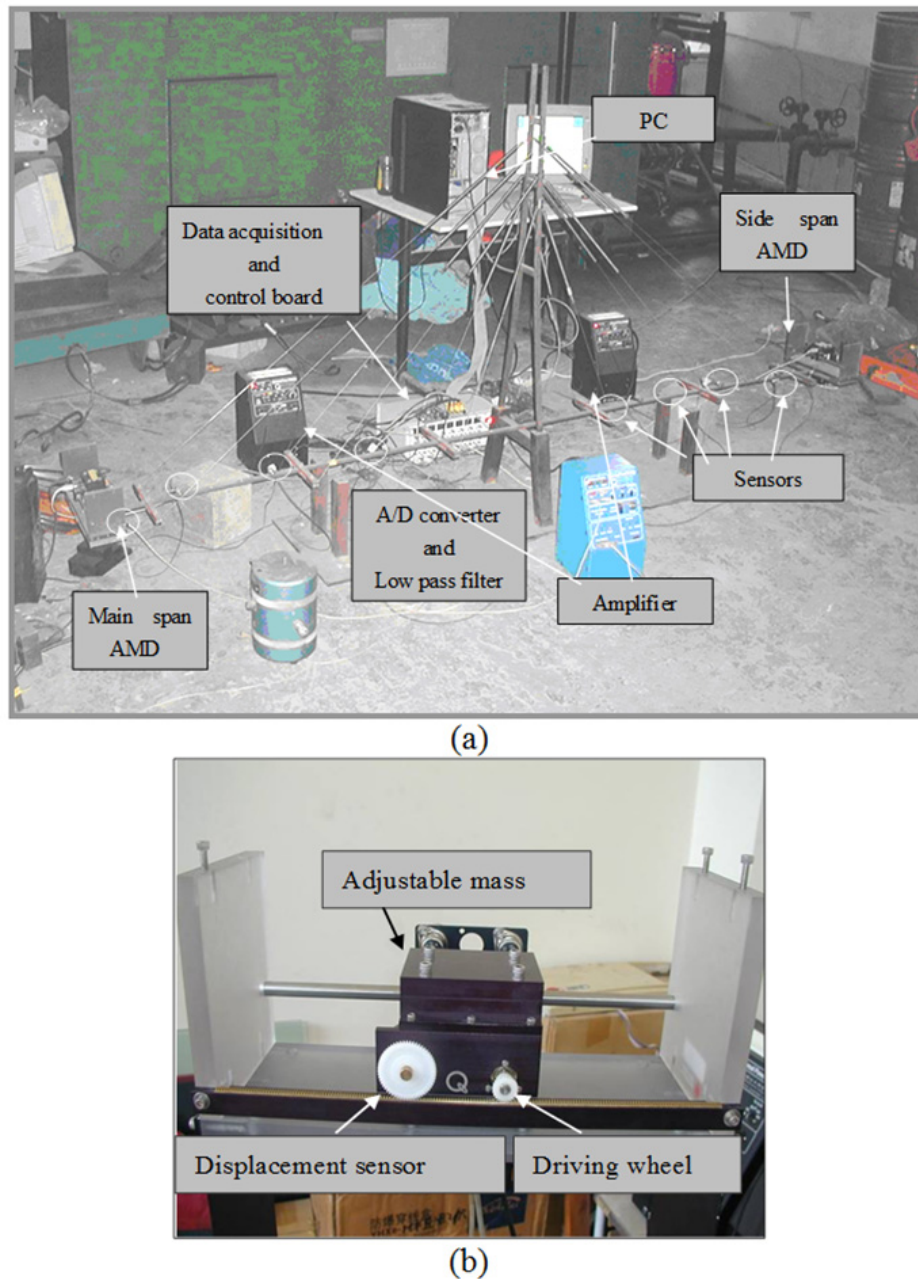 PC
Side span
AMD
Data acquisition
and
control board
Sensors
A/D converter
and
Low pass filter
Amplifier
Main span
AMD
(a)
Adjustable mass
Q
Displacement sensor
Driving wheel
(b)